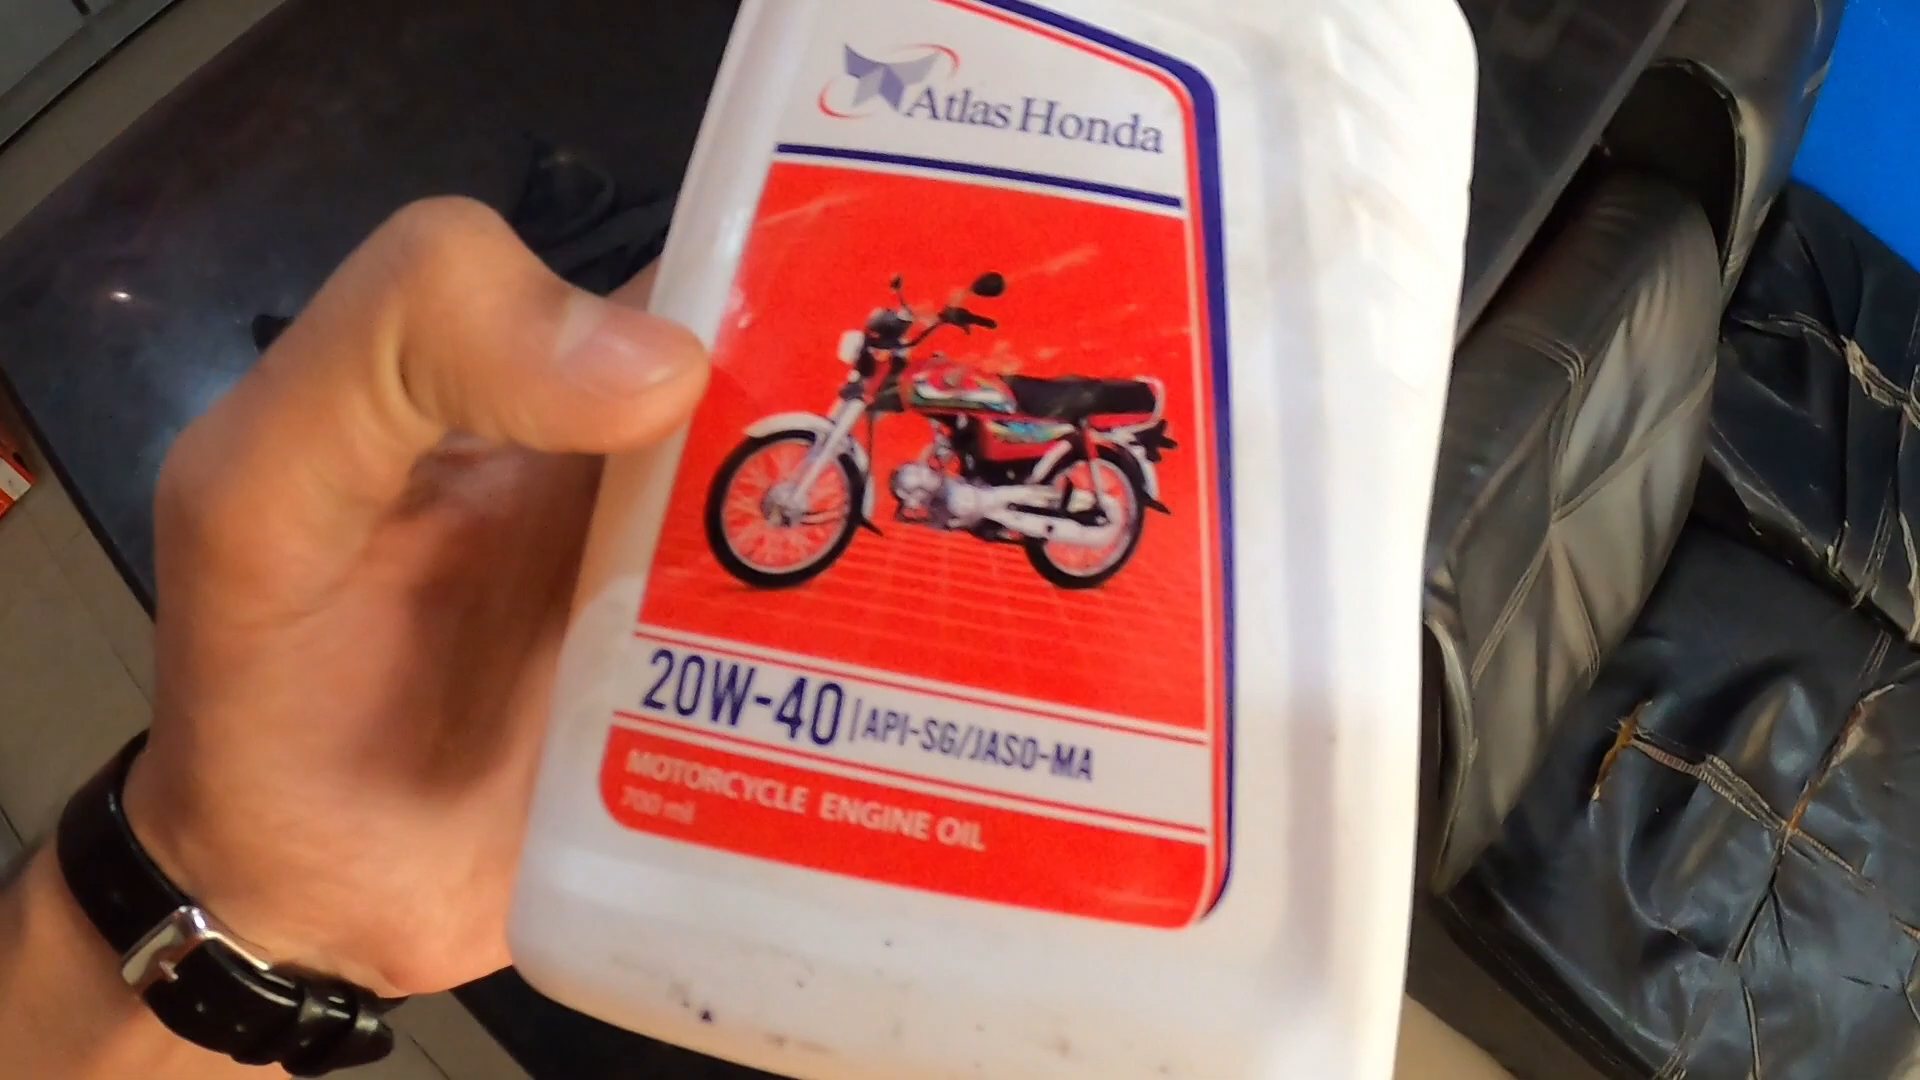 Atlas Honda
20W-40 | API-SG/JASO-MA
MOTORCYCLE ENGINE OIL
700 ml